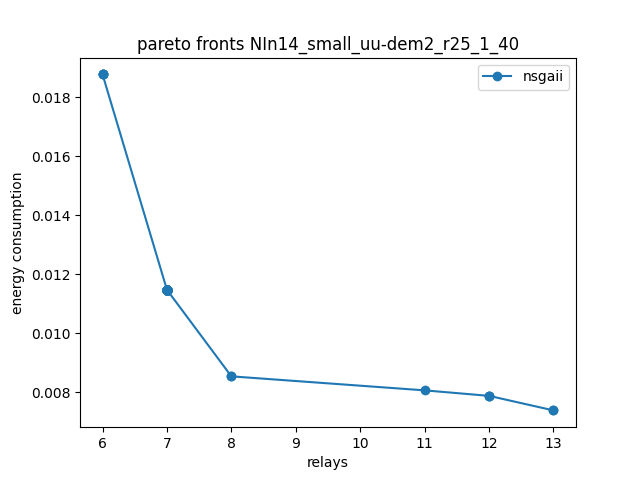 pareto fronts NIn14_small_uu-dem2_r25_1_40
nsgaii
0.018
0.016
0.014
0.012
0.010
0.008
energy consumption
6 7 8 9 10 11 12 13
relays